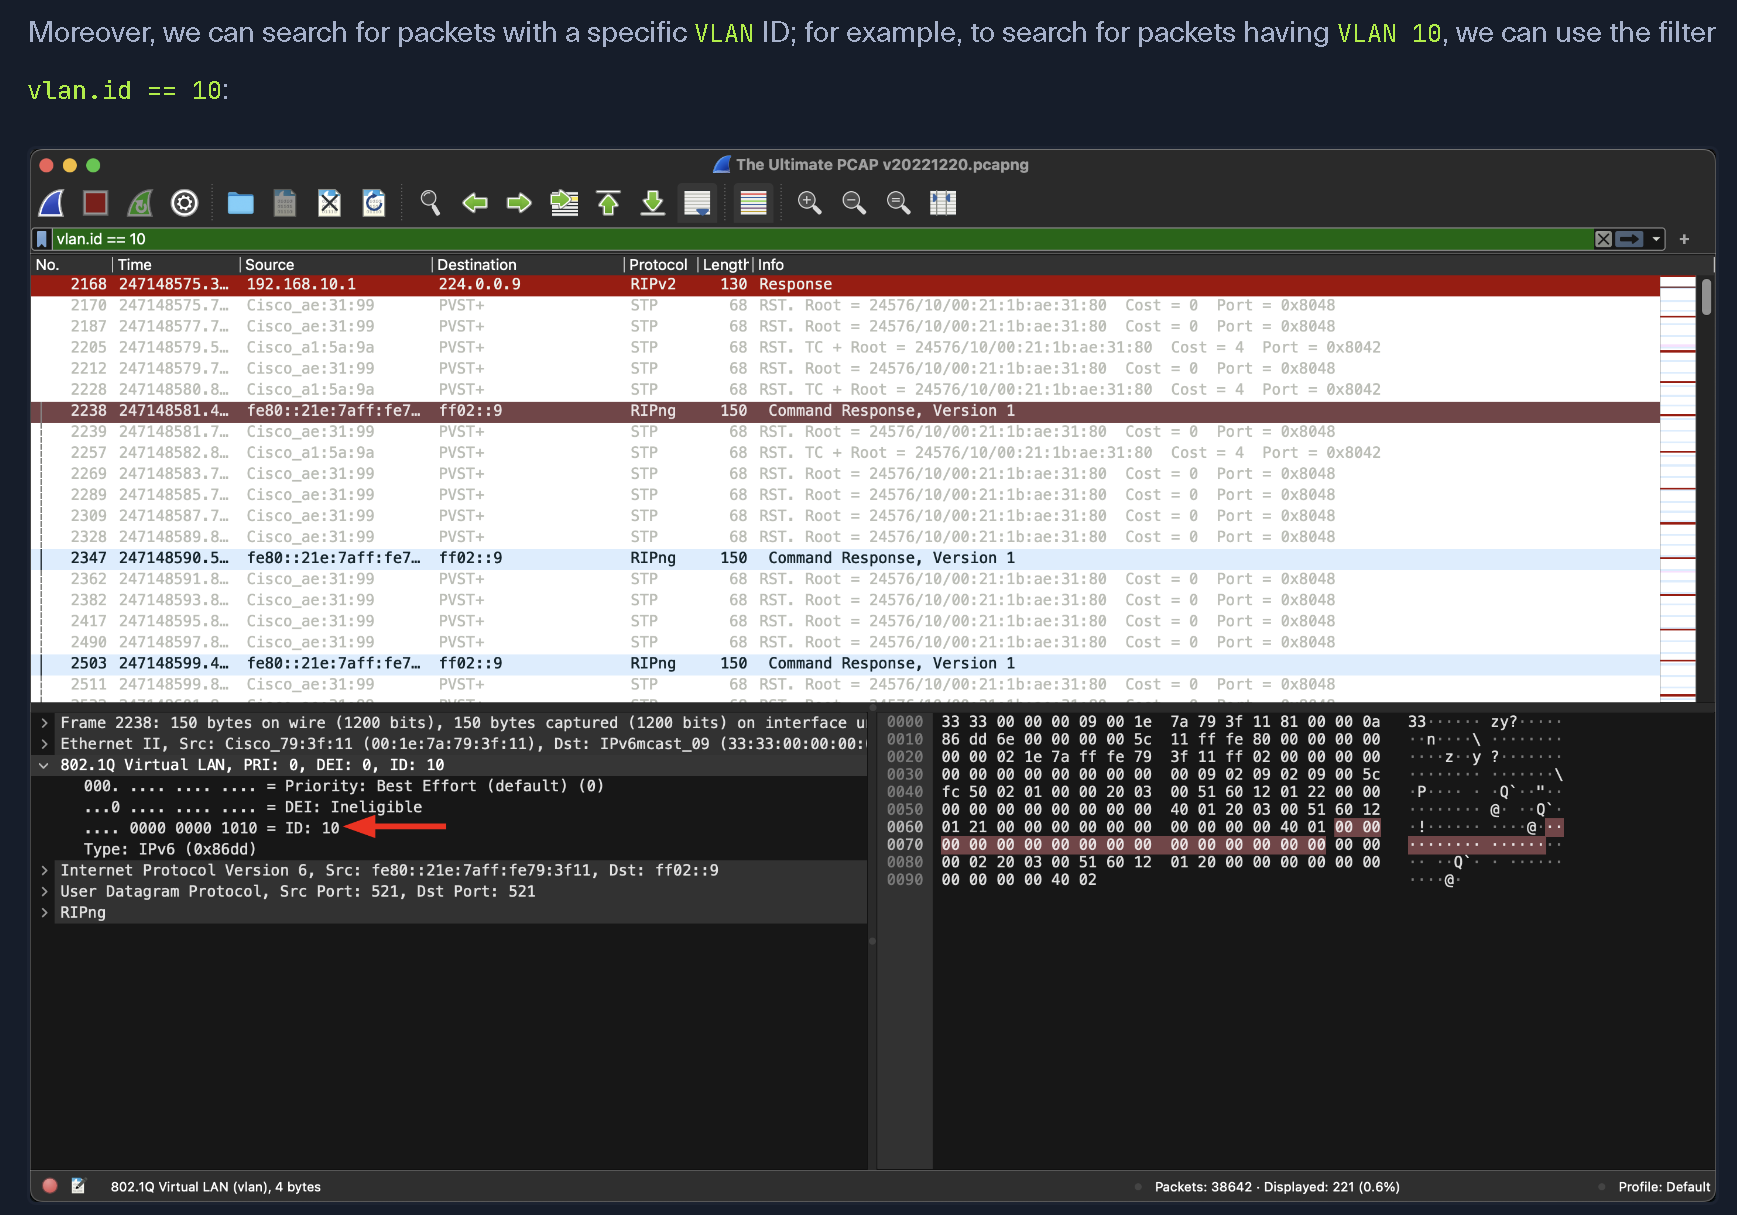 Moreover, we can search for packets with a specific VLAN ID; for example, to search for packets having VLAN 10, we can use the filter
vlan.id == 10:
The Ultimate PCAP v20221220.pcapng
vlan.id == 10
No. Time Source Destination Protocol Length Info
2168 247148575.3… 192.168.10.1 224.0.0.9 RIPv2 130 Response
2170 247148575.7… Cisco_ae:31:99 PVST+ STP 68 RST. Root = 24576/10/00:21:1b:ae:31:80 Cost = 0 Port = 0x8048
2187 247148577.7… Cisco_ae:31:99 PVST+ STP 68 RST. Root = 24576/10/00:21:1b:ae:31:80 Cost = 0 Port = 0x8048
2205 247148579.5… Cisco_a1:5a:9a PVST+ STP 68 RST. TC + Root = 24576/10/00:21:1b:ae:31:80 Cost = 4 Port = 0x8042
2212 247148579.7… Cisco_ae:31:99 PVST+ STP 68 RST. Root = 24576/10/00:21:1b:ae:31:80 Cost = 0 Port = 0x8048
2228 247148580.8… Cisco_a1:5a:9a PVST+ STP 68 RST. TC + Root = 24576/10/00:21:1b:ae:31:80 Cost = 4 Port = 0x8042
2238 247148581.4… fe80::21e:7aff:fe7… ff02::9 RIPng 150 Command Response, Version 1
2239 247148581.7… Cisco_ae:31:99 PVST+ STP 68 RST. Root = 24576/10/00:21:1b:ae:31:80 Cost = 0 Port = 0x8048
2257 247148582.8… Cisco_a1:5a:9a PVST+ STP 68 RST. TC + Root = 24576/10/00:21:1b:ae:31:80 Cost = 4 Port = 0x8042
2269 247148583.7… Cisco_ae:31:99 PVST+ STP 68 RST. Root = 24576/10/00:21:1b:ae:31:80 Cost = 0 Port = 0x8048
2289 247148585.7… Cisco_ae:31:99 PVST+ STP 68 RST. Root = 24576/10/00:21:1b:ae:31:80 Cost = 0 Port = 0x8048
2309 247148587.7… Cisco_ae:31:99 PVST+ STP 68 RST. Root = 24576/10/00:21:1b:ae:31:80 Cost = 0 Port = 0x8048
2328 247148589.8… Cisco_ae:31:99 PVST+ STP 68 RST. Root = 24576/10/00:21:1b:ae:31:80 Cost = 0 Port = 0x8048
2347 247148590.5… fe80::21e:7aff:fe7… ff02::9 RIPng 150 Command Response, Version 1
2362 247148591.8… Cisco_ae:31:99 PVST+ STP 68 RST. Root = 24576/10/00:21:1b:ae:31:80 Cost = 0 Port = 0x8048
2382 247148593.8… Cisco_ae:31:99 PVST+ STP 68 RST. Root = 24576/10/00:21:1b:ae:31:80 Cost = 0 Port = 0x8048
2417 247148595.8… Cisco_ae:31:99 PVST+ STP 68 RST. Root = 24576/10/00:21:1b:ae:31:80 Cost = 0 Port = 0x8048
2490 247148597.8… Cisco_ae:31:99 PVST+ STP 68 RST. Root = 24576/10/00:21:1b:ae:31:80 Cost = 0 Port = 0x8048
2503 247148599.4… fe80::21e:7aff:fe7… ff02::9 RIPng 150 Command Response, Version 1
2511 247148599.8… Cisco_ae:31:99 PVST+ STP 68 RST. Root = 24576/10/00:21:1b:ae:31:80 Cost = 0 Port = 0x8048
Frame 2238: 150 bytes on wire (1200 bits), 150 bytes captured (1200 bits) on interface
Ethernet II, Src: Cisco_79:3f:11 (00:1e:7a:79:3f:11), Dst: IPv6mcast_09 (33:33:00:00:00:
802.1Q Virtual LAN, PRI: 0, DEI: 0, ID: 10
000. .... .... .... = Priority: Best Effort (default) (0)
...0 .... .... .... = DEI: Ineligible
.... 0000 0000 1010 = ID: 10
Type: IPv6 (0x86dd)
Internet Protocol Version 6, Src: fe80::21e:7aff:fe79:3f11, Dst: ff02::9
User Datagram Protocol, Src Port: 521, Dst Port: 521
RIPng
0000 33 33 00 00 00 09 00 1e 7a 79 3f 11 81 00 00 0a 33······ zy?·····
0010 86 dd 6e 00 00 00 00 5c 11 ff fe 80 00 00 00 00 ··n····\ ········
0020 00 00 02 1e 7a ff fe 79 3f 11 ff 02 00 00 00 00 ····z··y ?·······
0030 00 00 00 00 00 00 00 00 00 09 02 09 02 09 00 5c ········ ·······\
0040 fc 50 02 01 00 00 20 03 00 51 60 12 01 22 00 00 ·P···· · ·Q`··"··
0050 00 00 00 00 00 00 00 00 40 01 20 03 00 51 60 12 ········ @· ··Q`·
0060 01 21 00 00 00 00 00 00 00 00 00 00 40 01 00 00 ·!······ ····@···
0070 00 00 00 00 00 00 00 00 00 00 00 00 00 00 00 00 ········ ········
0080 00 02 20 03 00 51 60 12 01 20 00 00 00 00 00 00 ·· ··Q`· · ······
0090 00 00 00 00 40 02 ····@·
802.1Q Virtual LAN (vlan), 4 bytes
Packets: 38642 · Displayed: 221 (0.6%)
Profile: Default